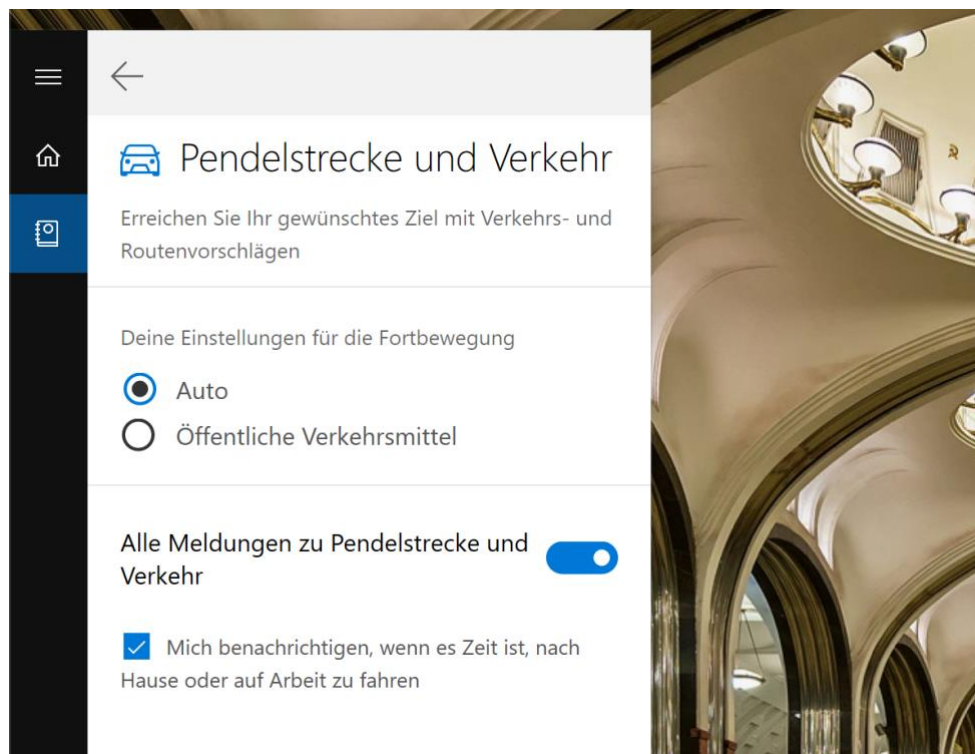 Pendelstrecke und Verkehr
Erreichen Sie Ihr gewünschtes Ziel mit Verkehrs- und
Routenvorschlägen
Deine Einstellungen für die Fortbewegung
Auto
Öffentliche Verkehrsmittel
Alle Meldungen zu Pendelstrecke und
Verkehr
Mich benachrichtigen, wenn es Zeit ist, nach
Hause oder auf Arbeit zu fahren